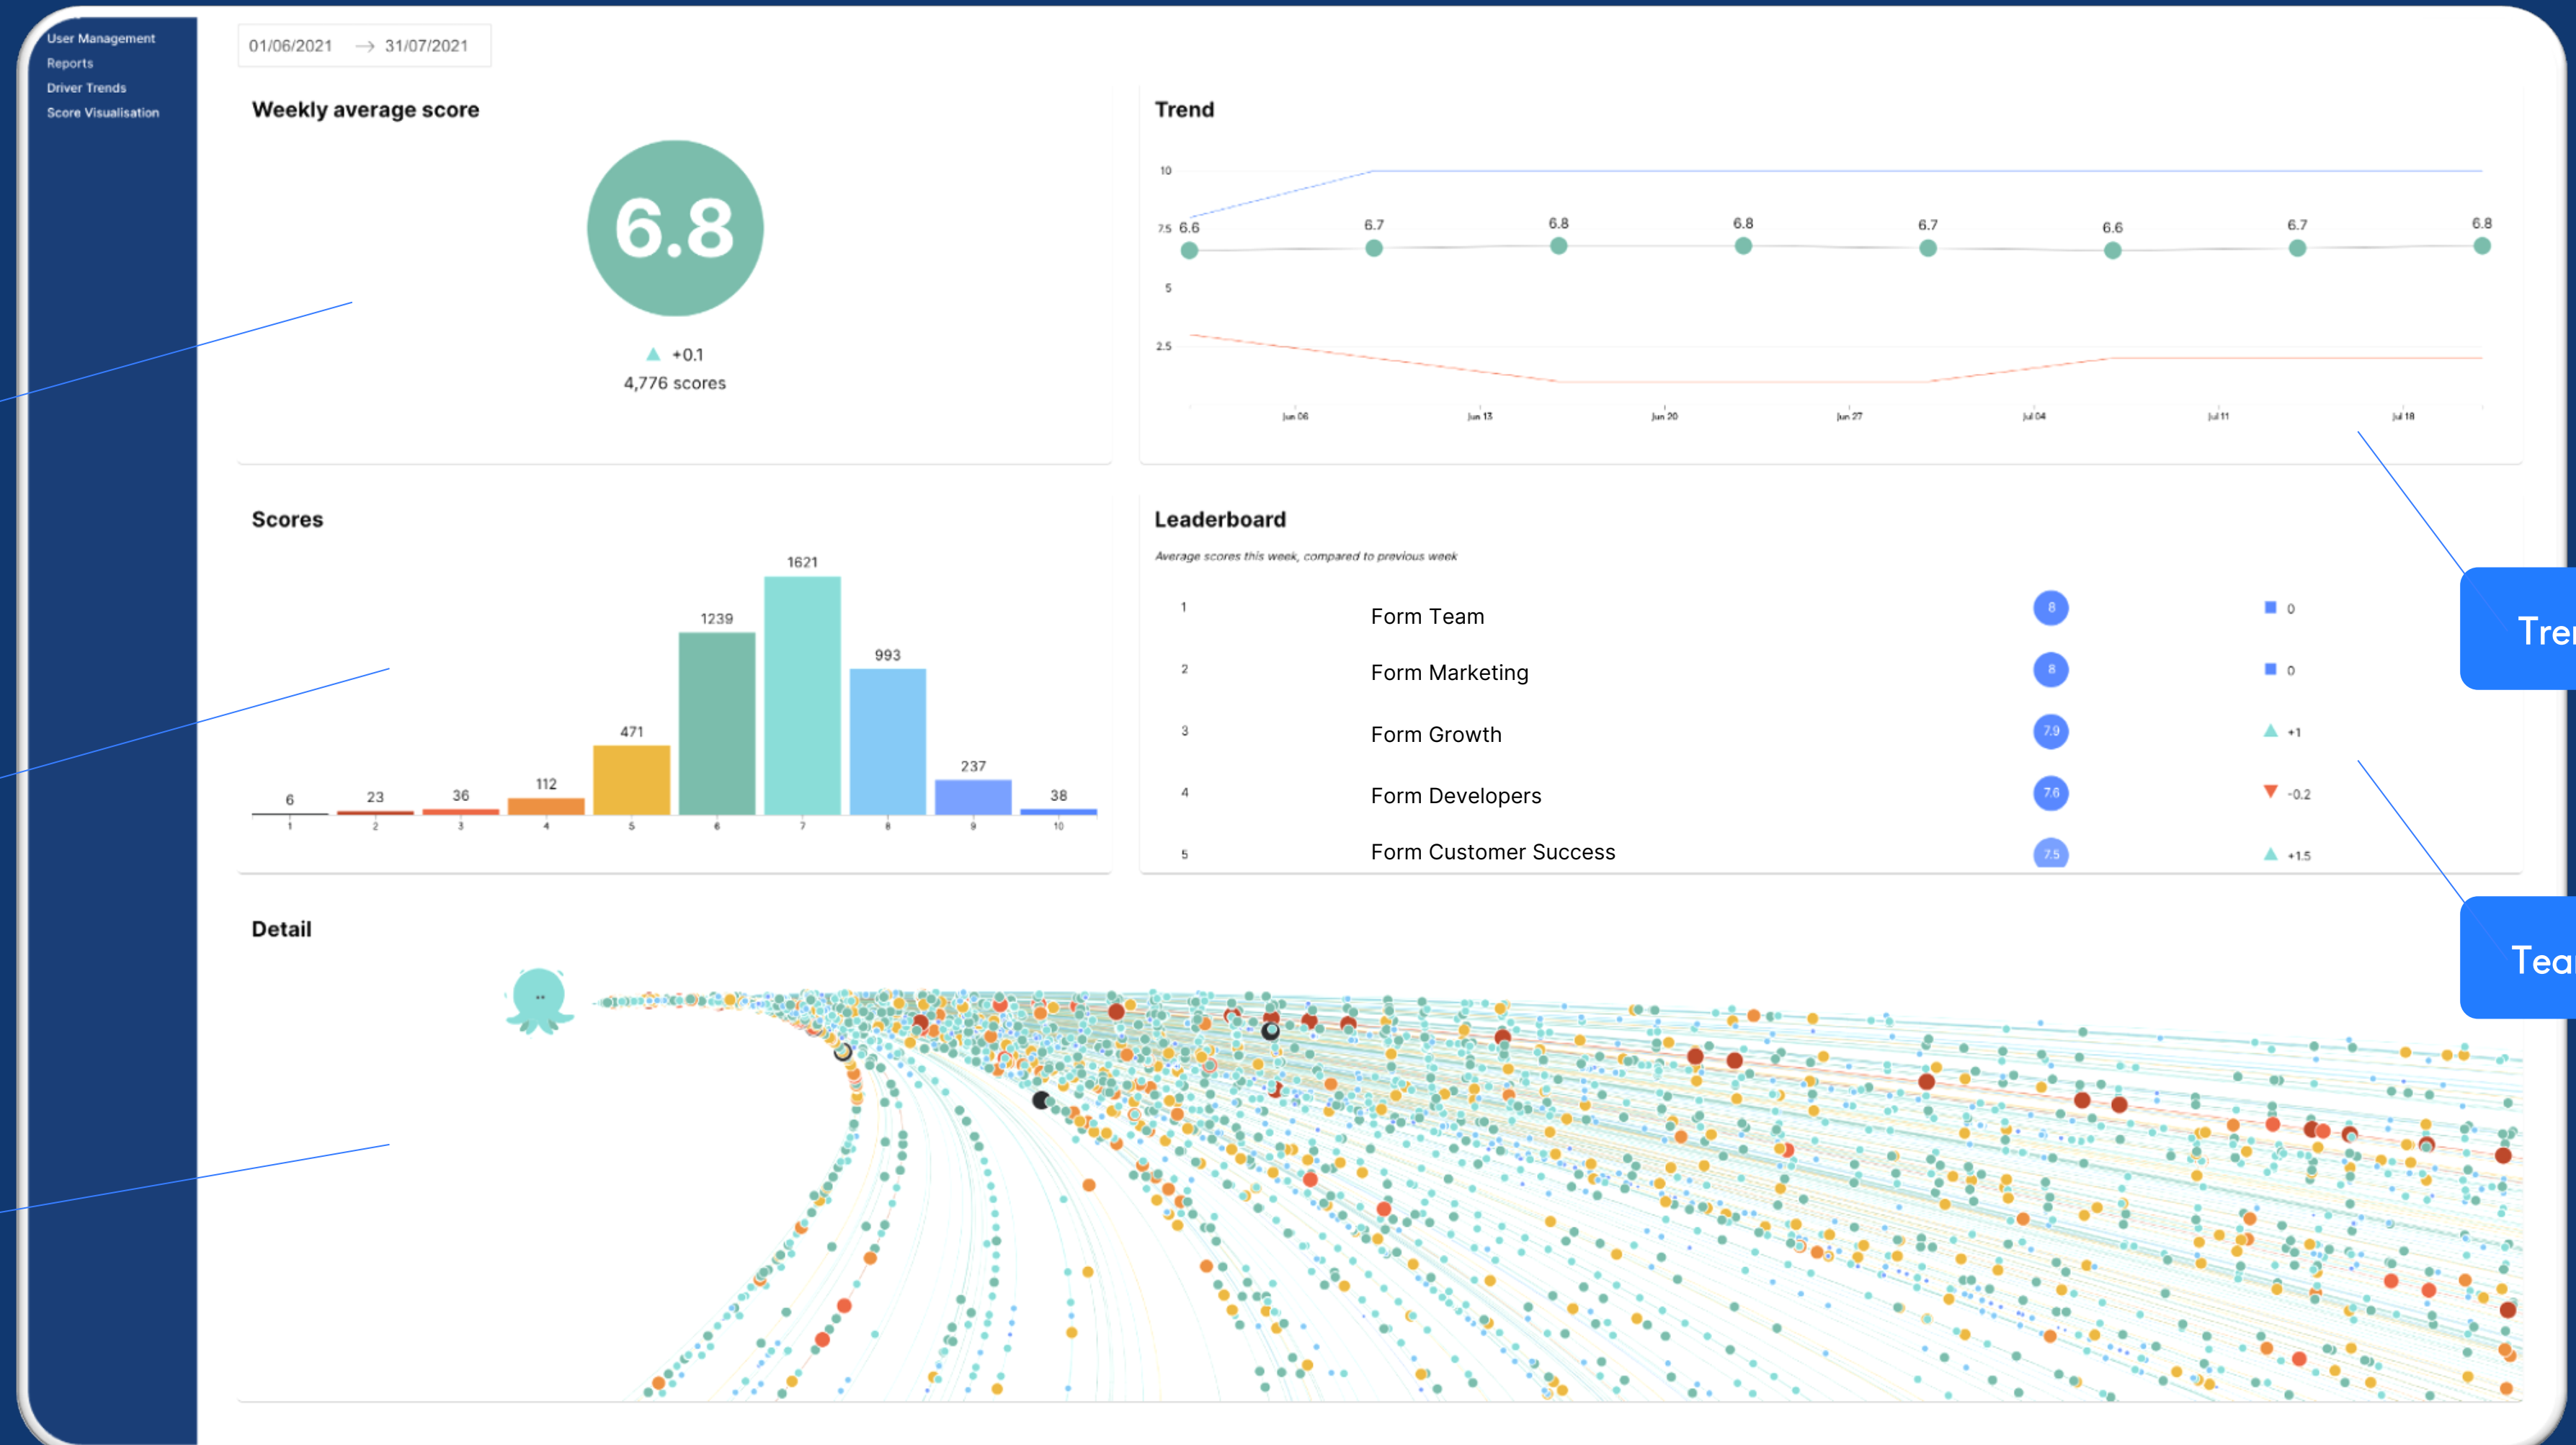 User Management
Reports
Driver Trends
Score Visualisation
01/06/2021 → 31/07/2021
Weekly average score
6.8
+0.1
4,776 scores
Trend
10
7.5
5
2.5
6.6 6.7 6.8 6.8 6.7 6.6 6.7 6.8
Jun 06 Jun 13 Jun 20 Jun 27 Jul 04 Jul 11 Jul 18
Scores
6 23 36 112 471 1239 1621 993 237 38
1 2 3 4 5 6 7 8 9 10
Leaderboard
Average scores this week, compared to previous week
1 Form Team 8 0
2 Form Marketing 8 0
3 Form Growth 7.9 +1
4 Form Developers 7.6 -0.2
5 Form Customer Success 7.5 +1.5
Detail